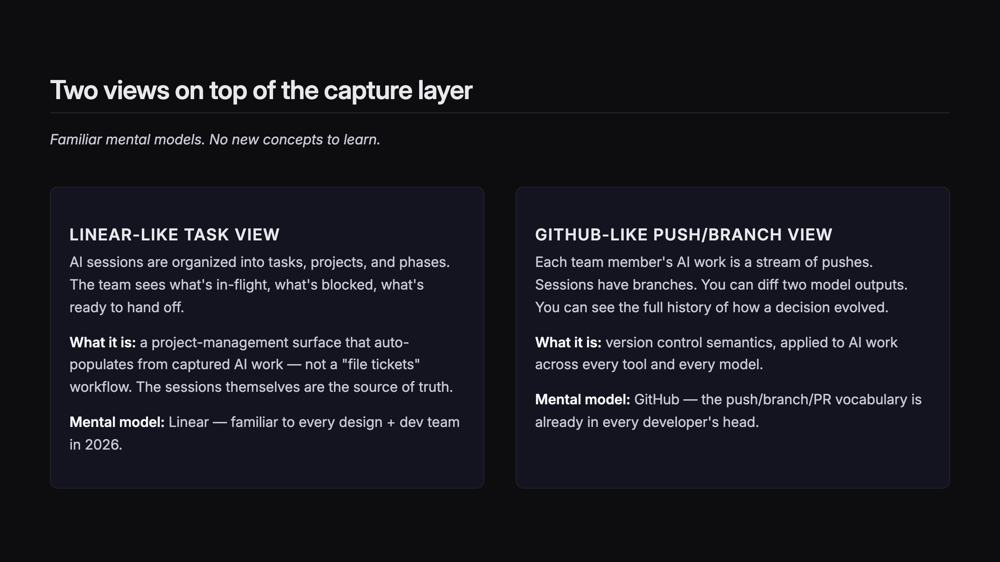 Two views on top of the capture layer
Familiar mental models. No new concepts to learn.
LINEAR-LIKE TASK VIEW
AI sessions are organized into tasks, projects, and phases.
The team sees what's in-flight, what's blocked, what's
ready to hand off.
What it is: a project-management surface that auto-
populates from captured AI work — not a "file tickets"
workflow. The sessions themselves are the source of truth.
Mental model: Linear — familiar to every design + dev team
in 2026.
GITHUB-LIKE PUSH/BRANCH VIEW
Each team member's AI work is a stream of pushes.
Sessions have branches. You can diff two model outputs.
You can see the full history of how a decision evolved.
What it is: version control semantics, applied to AI work
across every tool and every model.
Mental model: GitHub — the push/branch/PR vocabulary is
already in every developer's head.